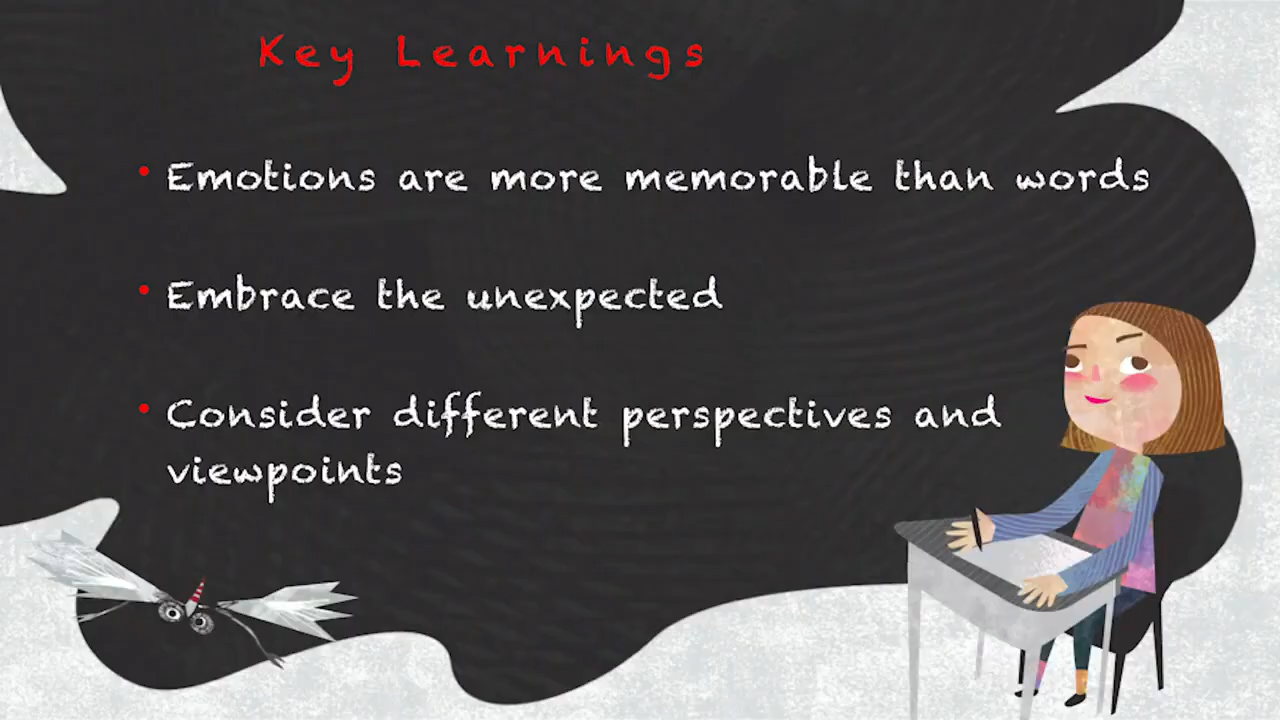 Key Learnings
• Emotions are more memorable than words
• Embrace the unexpected
• Consider different perspectives and
viewpoints